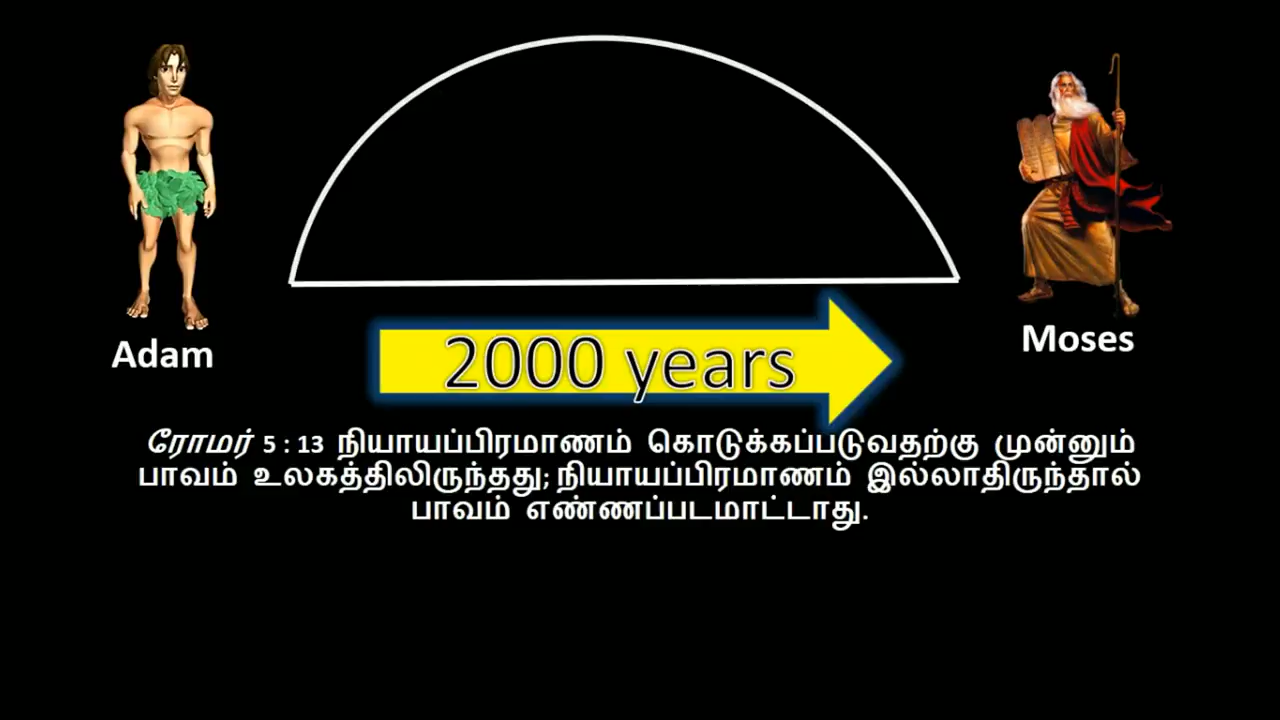 Adam
Moses
2000 years
ரோமர் 5 : 13 நியாயப்பிரமாணம் கொடுக்கப்படுவதற்கு முன்னும்
பாவம் உலகத்திலிருந்தது; நியாயப்பிரமாணம் இல்லாதிருந்தால்
பாவம் எண்ணப்படமாட்டாது.